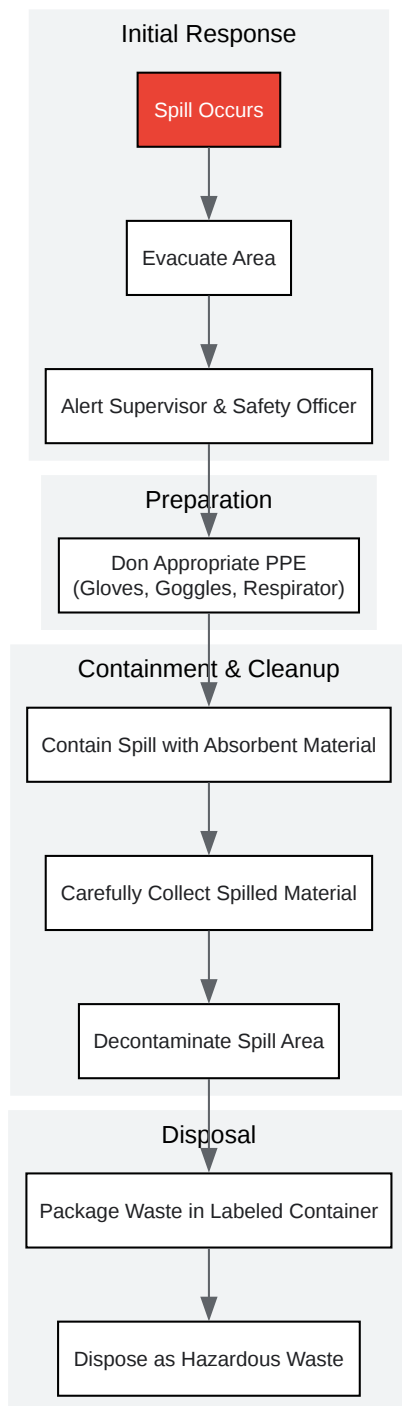 Initial Response
Spill Occurs
Evacuate Area
Alert Supervisor & Safety Officer
Preparation
Don Appropriate PPE
(Gloves, Goggles, Respirator)
Containment & Cleanup
Contain Spill with Absorbent Material
Carefully Collect Spilled Material
Decontaminate Spill Area
Disposal
Package Waste in Labeled Container
Dispose as Hazardous Waste